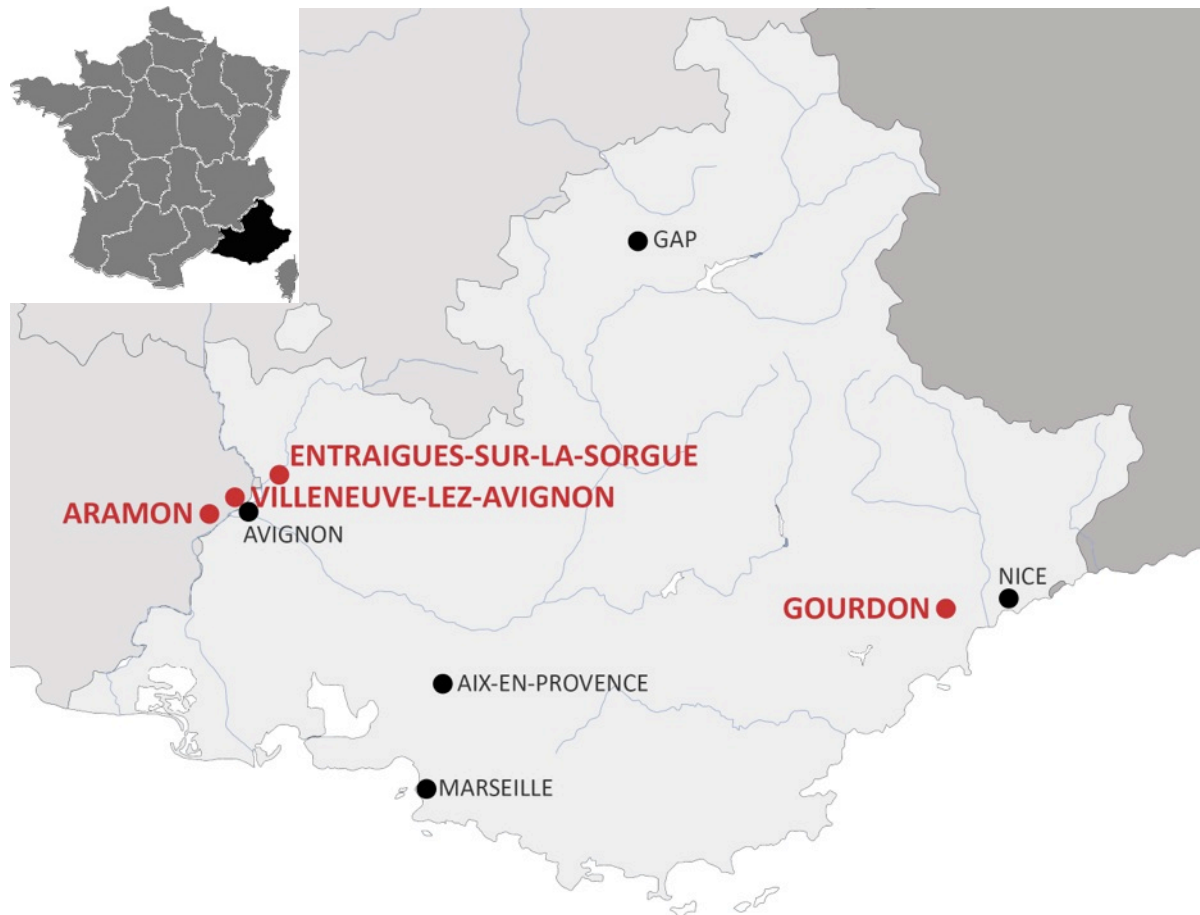 GAP
ENTRAIGUES-SUR-LA-SORGUE
VILLENEUVE-LEZ-AVIGNON
ARAMON
AVIGNON
NICE
GOURDON
AIX-EN-PROVENCE
MARSEILLE